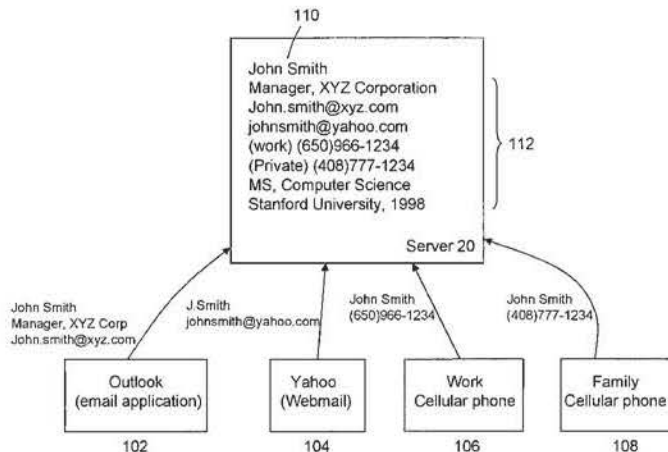 110
John Smith
Manager, XYZ Corporation
John.smith@xyz.com
johnsmith@yahoo.com
(work) (650)966-1234
(Private) (408)777-1234
MS, Computer Science
Stanford University, 1998
112
Server 20
John Smith
Manager, XYZ Corp
John.smith@xyz.com
J.Smith
johnsmith@yahoo.com
John Smith
(650)966-1234
John Smith
(408)777-1234
Outlook
(email application)
Yahoo
(Webmail)
Work
Cellular phone
Family
Cellular phone
102
104
106
108